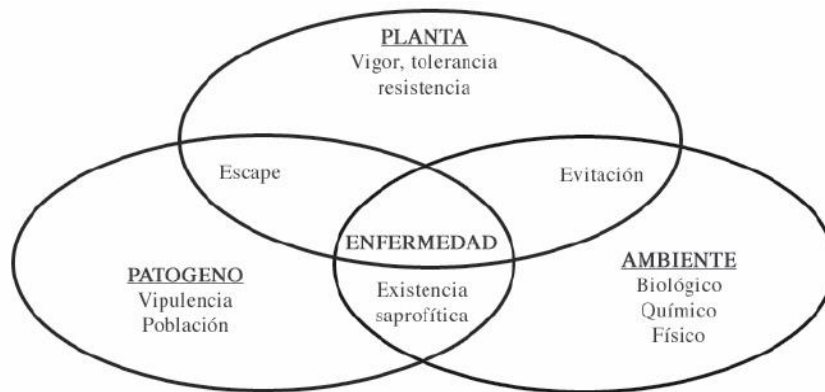 PLANTA
Vigor, tolerancia
resistencia
Escape
Evitación
ENFERMEDAD
PATOGENO
Vipulencia
Población
Existencia
saprofítica
AMBIENTE
Biológico
Químico
Físico